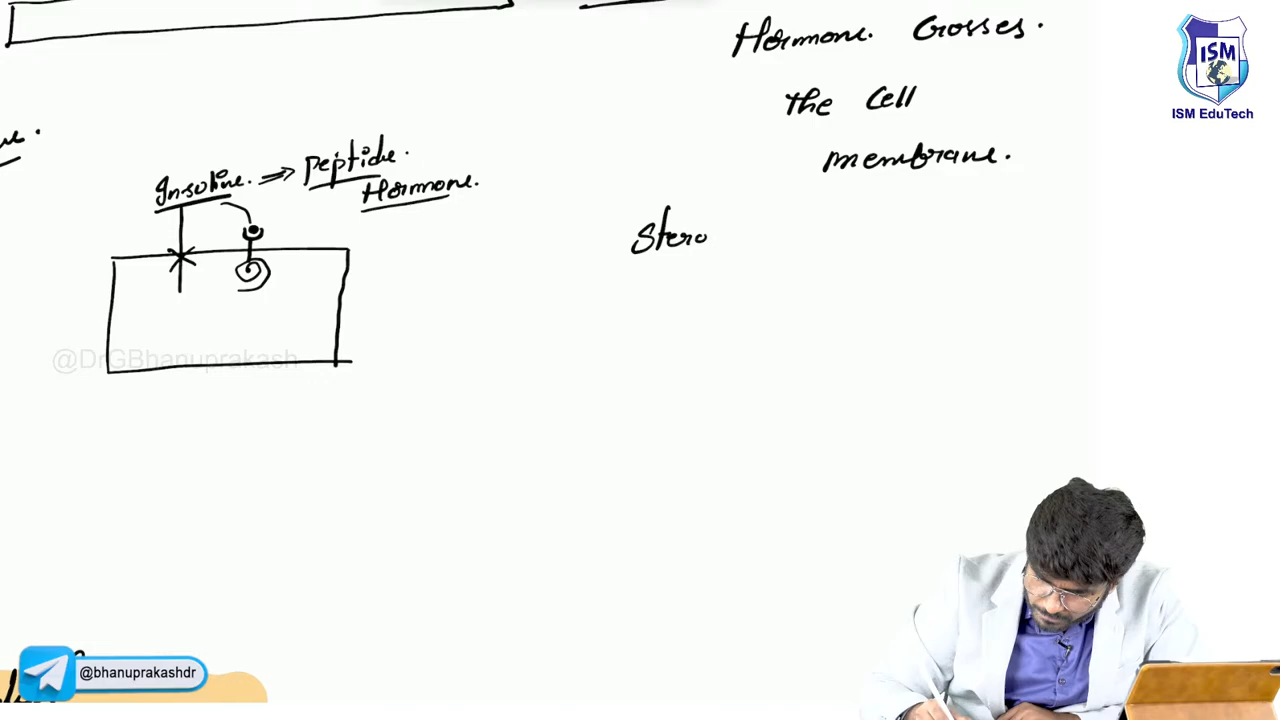 Hormone. Crosses.
the Cell
membrane.
ISM
ISM EduTech
Insuline. => peptide.
Hormone.
Stero
@DrGBhanuprakash
@bhanuprakashdr